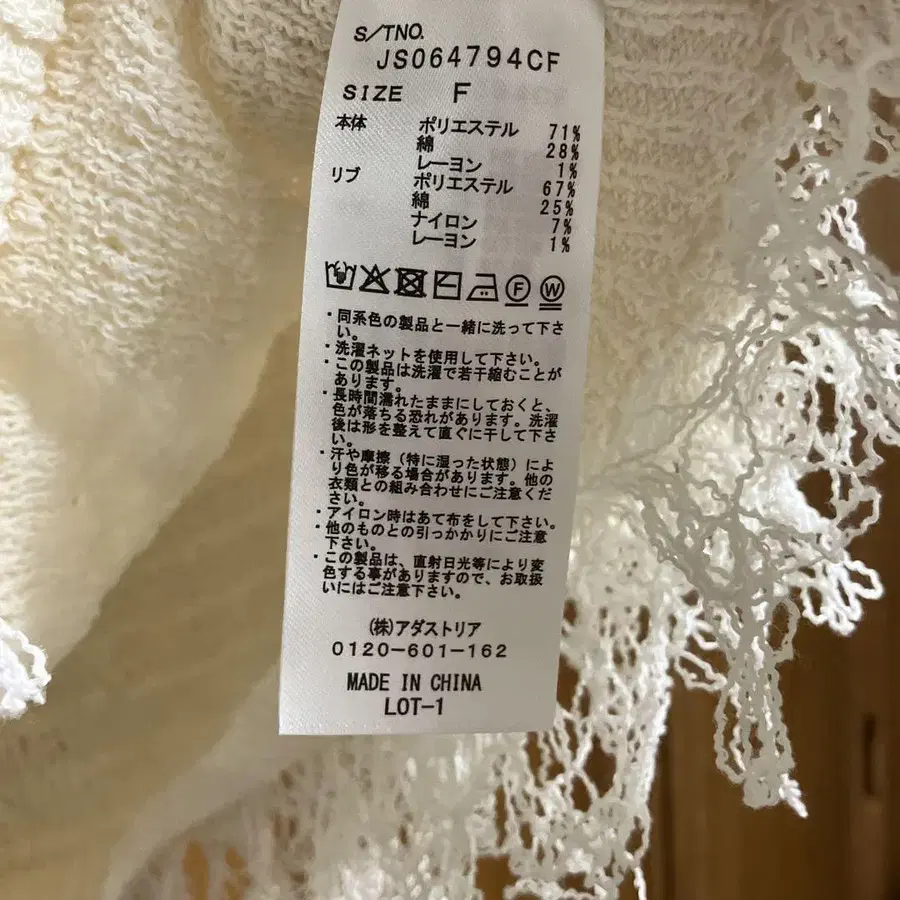 S/TNO.
JS064794CF
SIZE F
本体 ポリエステル 71%
綿 28%
レーヨン 1%
リブ ポリエステル 67%
綿 25%
ナイロン 7%
レーヨン 1%
F W
・同系色の製品と一緒に洗って下さ
い。
・洗濯ネットを使用して下さい。
・この製品は洗濯で若干縮むことが
あります。
・長時間濡れたままにしておくと、
色が落ちる恐れがあります。洗濯
後は形を整えて直ぐに干して下さ
い。
・汗や摩擦（特に湿った状態）によ
り色が移る場合があります。他の
衣類との組み合わせにご注意くだ
さい。
・アイロン時はあて布をして下さい。
・他のものとの引っかかりにご注意
下さい。
・この製品は、直射日光等により変
色する事がありますので、お取扱
いにはご注意下さい。
(株)アダストリア
0120-601-162
MADE IN CHINA
LOT-1